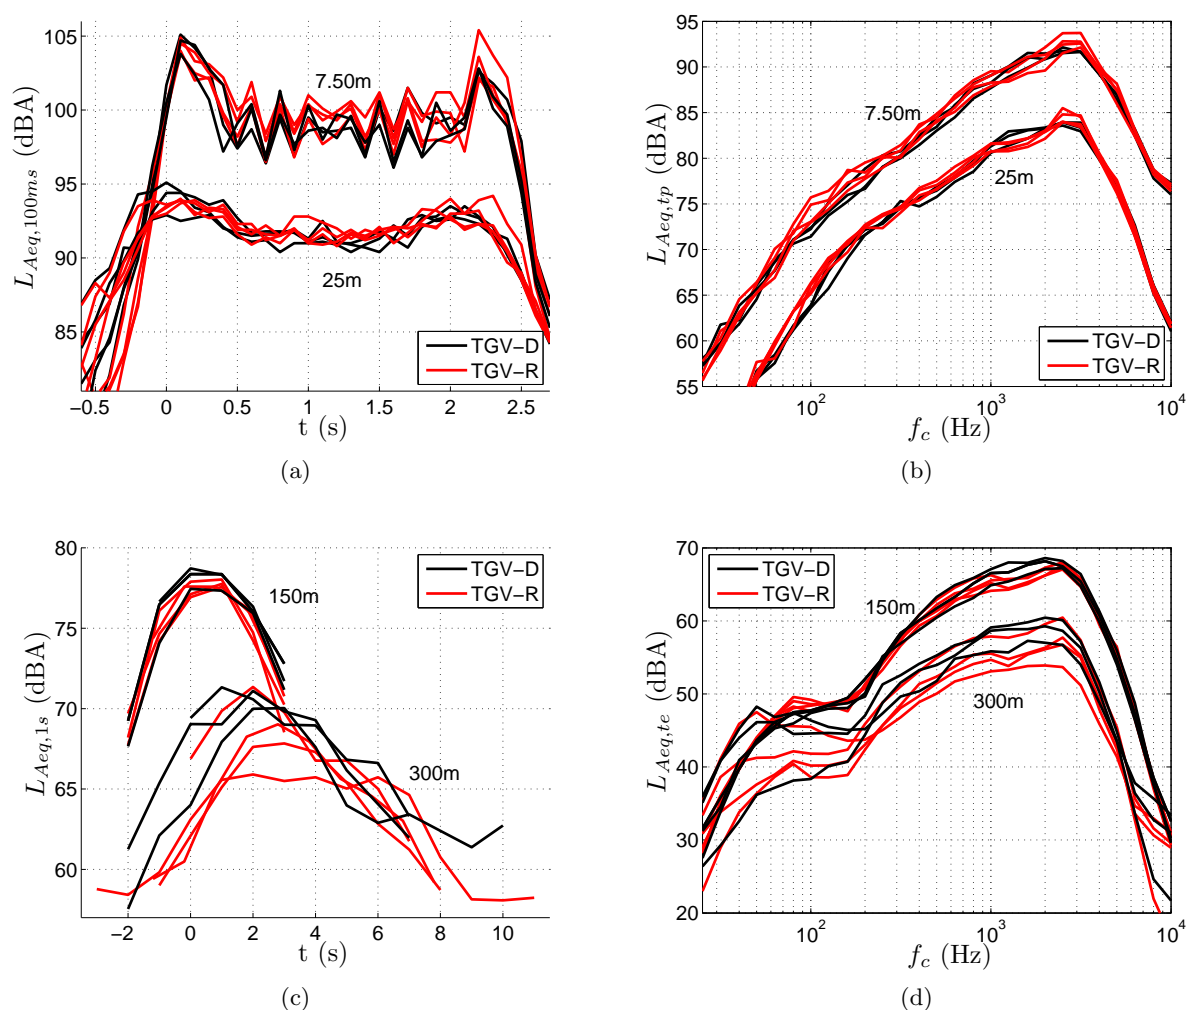 105
100
95
90
85
−0.5 0 0.5 1 1.5 2 2.5
L_{Aeq,100ms} (dBA)
t (s)
7.50m
25m
TGV−D
TGV−R
(a)
95
90
85
80
75
70
65
60
55
10^2 10^3 10^4
L_{Aeq,tp} (dBA)
f_c (Hz)
7.50m
25m
TGV−D
TGV−R
(b)
80
75
70
65
60
−2 0 2 4 6 8 10
L_{Aeq,1s} (dBA)
t (s)
150m
300m
TGV−D
TGV−R
(c)
70
60
50
40
30
20
10^2 10^3 10^4
L_{Aeq,te} (dBA)
f_c (Hz)
150m
300m
TGV−D
TGV−R
(d)